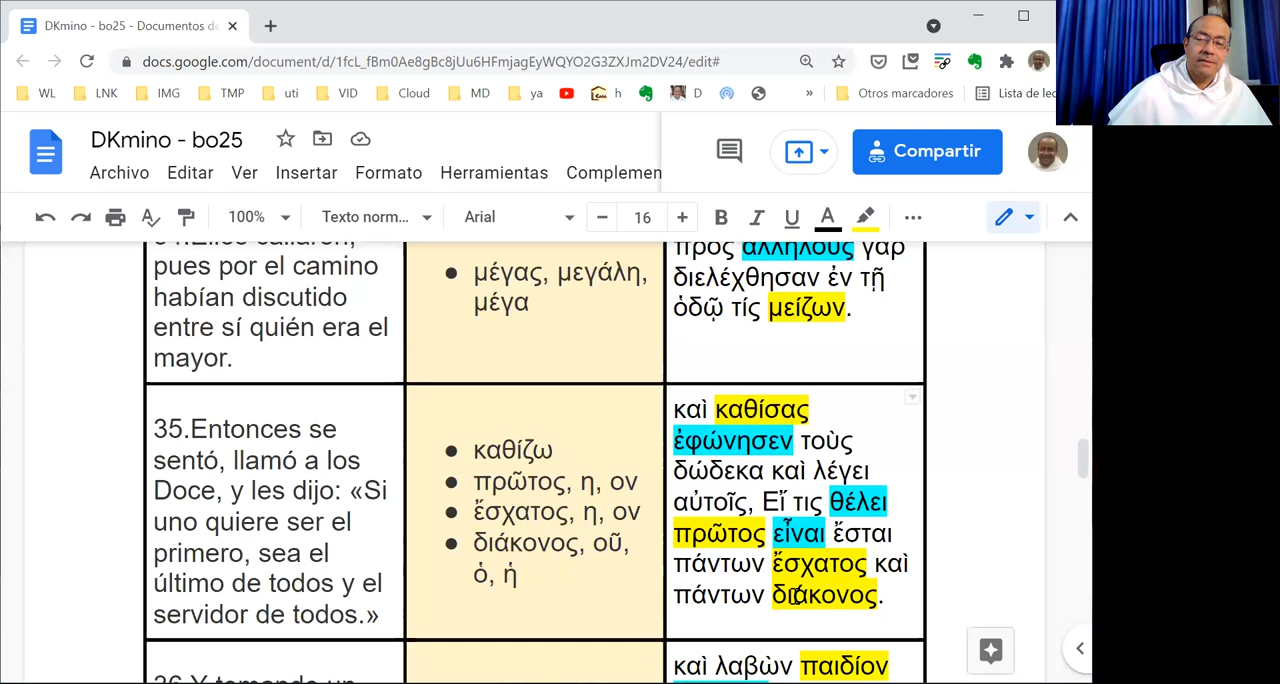 DKmino - bo25 - Documentos de
docs.google.com/document/d/1fcL_fBm0Ae8gBc8jUu6HFmjagEyWQYO2G3ZXJm2DV24/edit#
WL LNK IMG TMP uti VID Cloud MD ya h D » Otros marcadores Lista de lec
DKmino - bo25
Archivo Editar Ver Insertar Formato Herramientas Complemen
Compartir
100% Texto norm... Arial 16 B I U A
pues por el camino
habían discutido
entre sí quién era el
mayor.
μέγας, μεγάλη,
μέγα
πρὸς ἀλλήλους γὰρ
διελέχθησαν ἐν τῇ
ὁδῷ τίς μείζων.
35.Entonces se
sentó, llamó a los
Doce, y les dijo: «Si
uno quiere ser el
primero, sea el
último de todos y el
servidor de todos.»
καθίζω
πρῶτος, η, ον
ἔσχατος, η, ον
διάκονος, οῦ,
ὁ, ἡ
καὶ καθίσας
ἐφώνησεν τοὺς
δώδεκα καὶ λέγει
αὐτοῖς, Εἴ τις θέλει
πρῶτος εἶναι ἔσται
πάντων ἔσχατος καὶ
πάντων διάκονος.
καὶ λαβὼν παιδίον